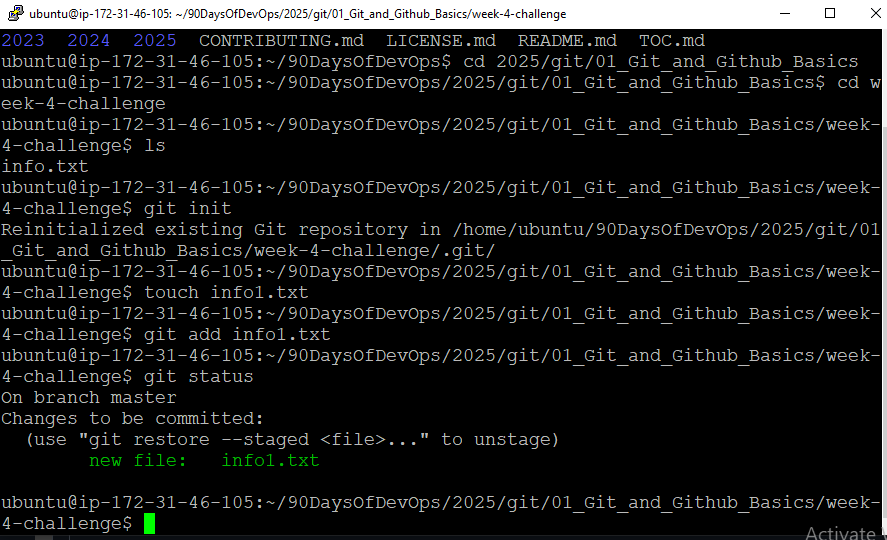 ubuntu@ip-172-31-46-105: ~/90DaysOfDevOps/2025/git/01_Git_and_Github_Basics/week-4-challenge
2023  2024  2025  CONTRIBUTING.md  LICENSE.md  README.md  TOC.md
ubuntu@ip-172-31-46-105:~/90DaysOfDevOps$ cd 2025/git/01_Git_and_Github_Basics
ubuntu@ip-172-31-46-105:~/90DaysOfDevOps/2025/git/01_Git_and_Github_Basics$ cd w
eek-4-challenge
ubuntu@ip-172-31-46-105:~/90DaysOfDevOps/2025/git/01_Git_and_Github_Basics/week-
4-challenge$ ls
info.txt
ubuntu@ip-172-31-46-105:~/90DaysOfDevOps/2025/git/01_Git_and_Github_Basics/week-
4-challenge$ git init
Reinitialized existing Git repository in /home/ubuntu/90DaysOfDevOps/2025/git/01
_Git_and_Github_Basics/week-4-challenge/.git/
ubuntu@ip-172-31-46-105:~/90DaysOfDevOps/2025/git/01_Git_and_Github_Basics/week-
4-challenge$ touch info1.txt
ubuntu@ip-172-31-46-105:~/90DaysOfDevOps/2025/git/01_Git_and_Github_Basics/week-
4-challenge$ git add info1.txt
ubuntu@ip-172-31-46-105:~/90DaysOfDevOps/2025/git/01_Git_and_Github_Basics/week-
4-challenge$ git status
On branch master
Changes to be committed:
  (use "git restore --staged <file>..." to unstage)
        new file:   info1.txt
ubuntu@ip-172-31-46-105:~/90DaysOfDevOps/2025/git/01_Git_and_Github_Basics/week-
4-challenge$
Activate